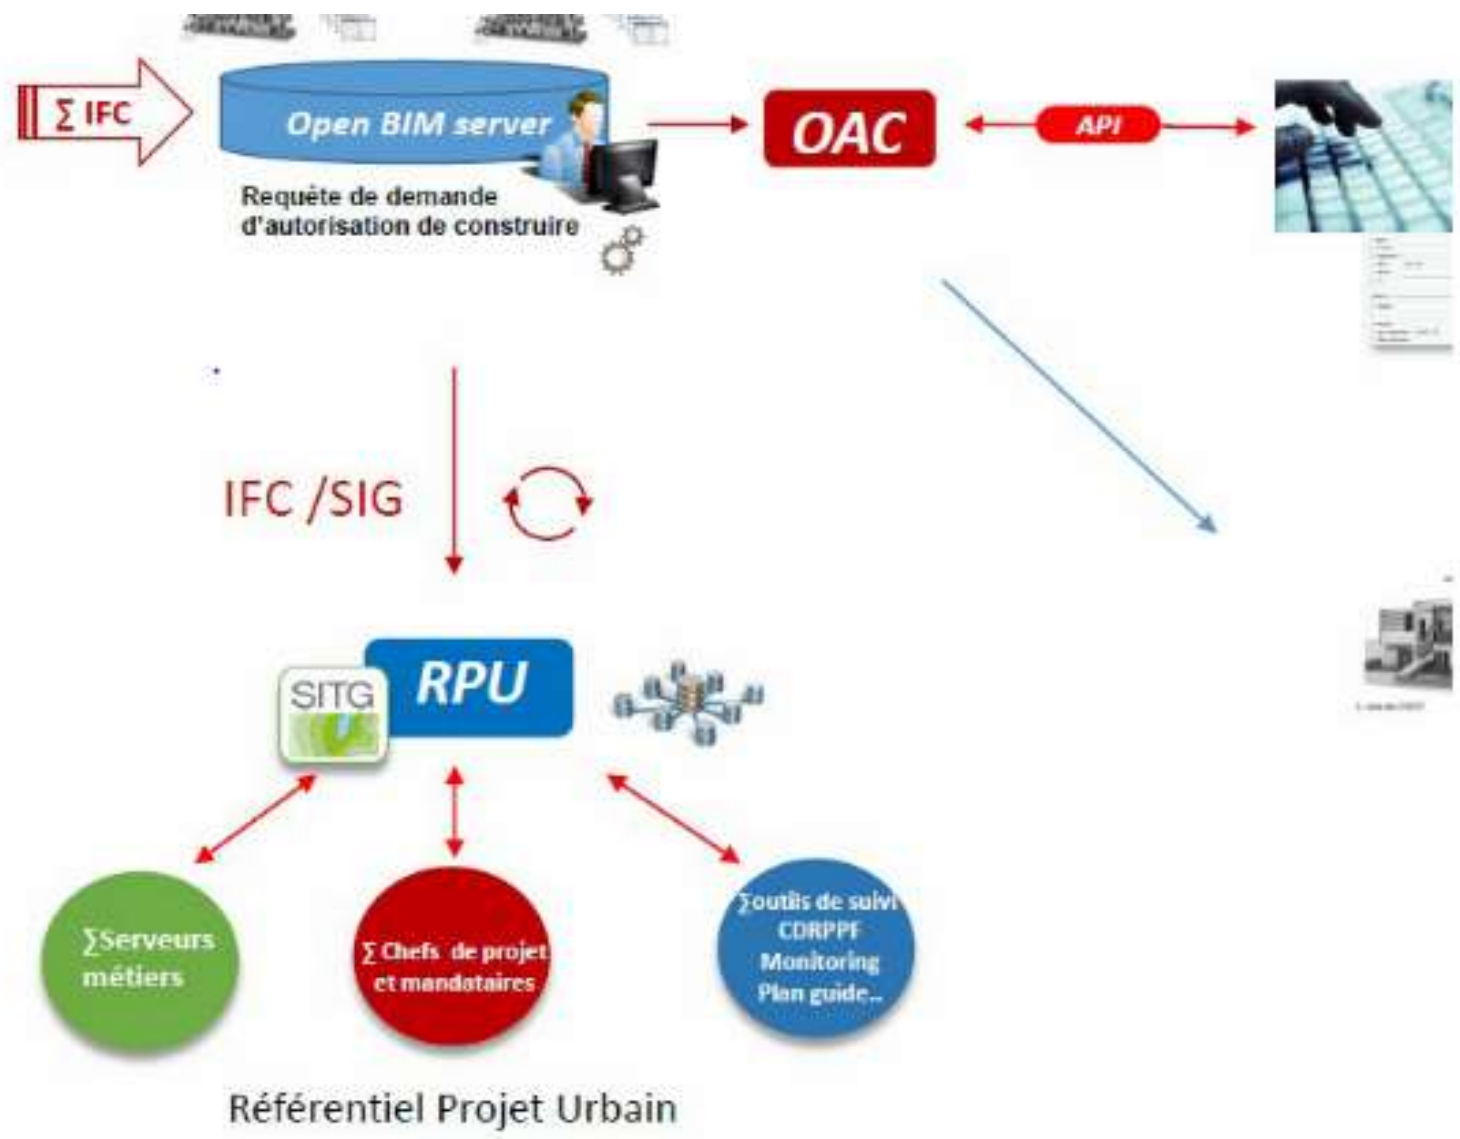 ∑ IFC
Open BIM server
OAC
API
Requête de demande
d'autorisation de construire
IFC /SIG
SITG
RPU
∑Serveurs
métiers
∑ Chefs de projet
et mandataires
∑outils de suivi
CDRPPF
Monitoring
Plan guide...
Référentiel Projet Urbain